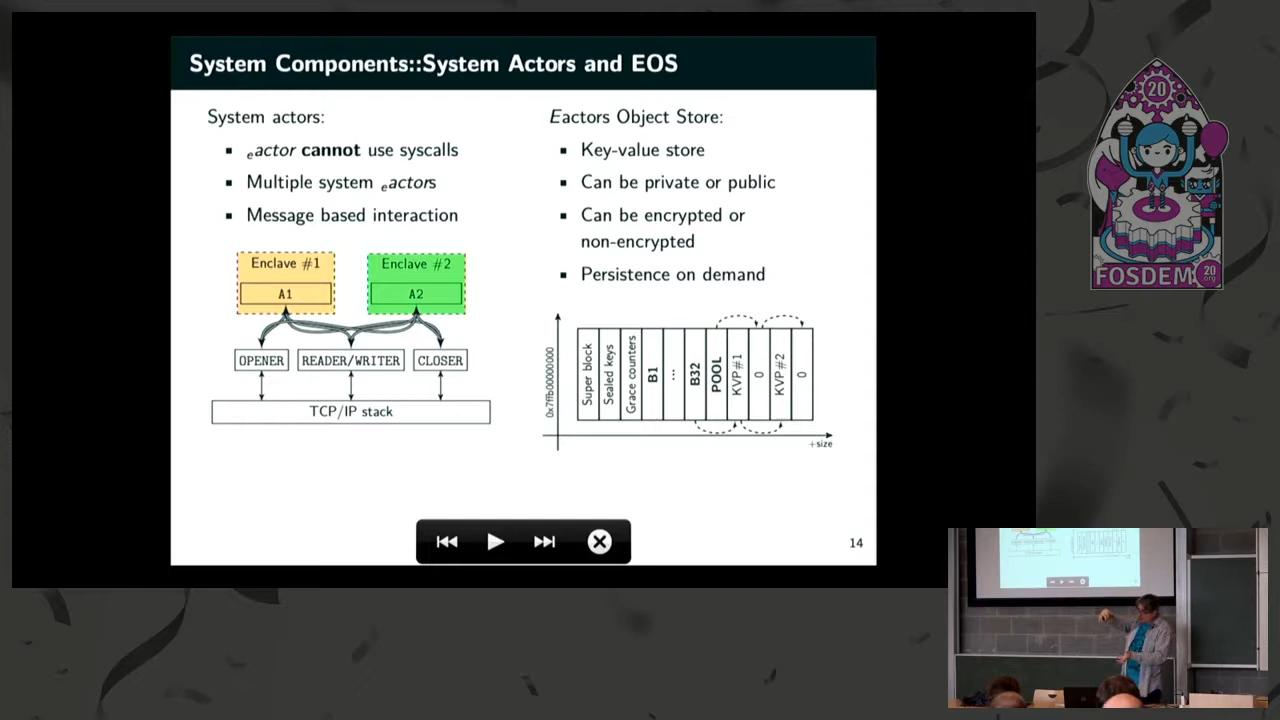 System Components::System Actors and EOS
System actors:
▪ eactor cannot use syscalls
▪ Multiple system eactors
▪ Message based interaction
Enclave #1
A1
Enclave #2
A2
OPENER
READER/WRITER
CLOSER
TCP/IP stack
Eactors Object Store:
▪ Key-value store
▪ Can be private or public
▪ Can be encrypted or
non-encrypted
▪ Persistence on demand
0x7ffb00000000
Super block
Sealed keys
Grace counters
B1
...
B32
POOL
KVP#1
0
KVP#2
0
+size
14
20
FOSDEM
20
.org